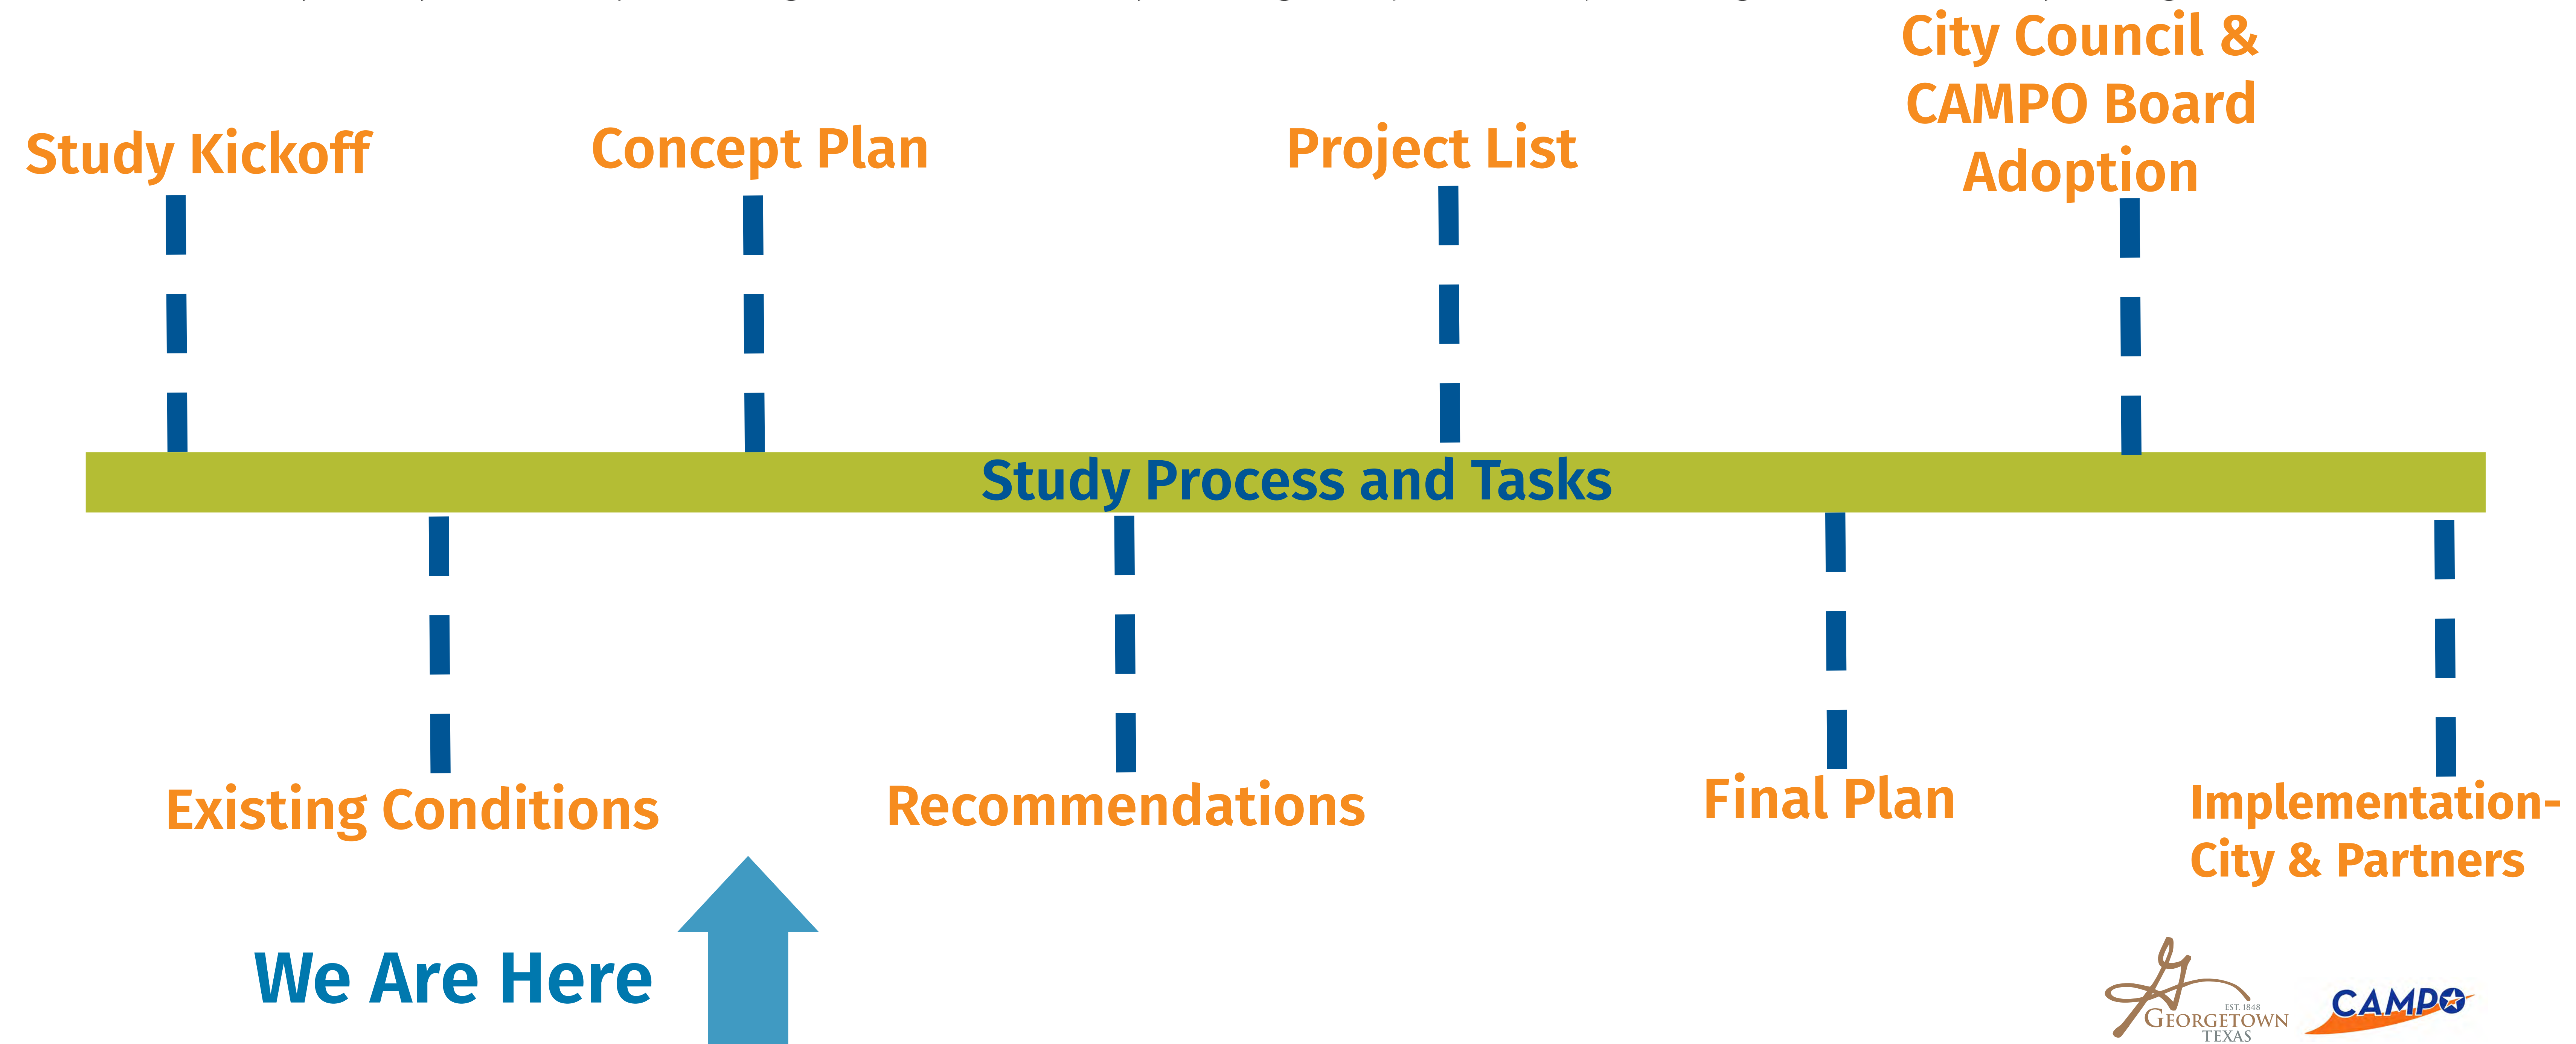 City Council &
CAMPO Board
Adoption
Study Kickoff
Concept Plan
Project List
Study Process and Tasks
Existing Conditions
Recommendations
Final Plan
Implementation-
City & Partners
We Are Here
EST. 1848
GEORGETOWN
TEXAS
CAMPO